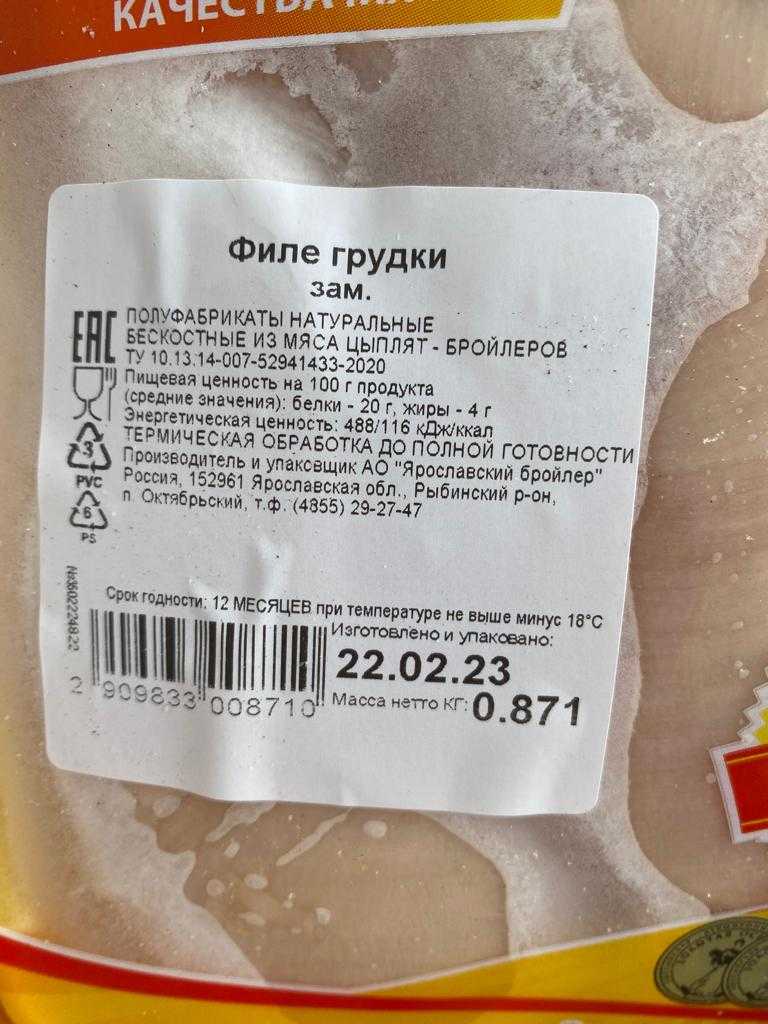 Филе грудки
зам.
ПОЛУФАБРИКАТЫ НАТУРАЛЬНЫЕ
БЕСКОСТНЫЕ ИЗ МЯСА ЦЫПЛЯТ - БРОЙЛЕРОВ
ТУ 10.13.14-007-52941433-2020
Пищевая ценность на 100 г продукта
(средние значения): белки - 20 г, жиры - 4 г
Энергетическая ценность: 488/116 кДж/ккал
ТЕРМИЧЕСКАЯ ОБРАБОТКА ДО ПОЛНОЙ ГОТОВНОСТИ
Производитель и упаковщик АО "Ярославский бройлер"
Россия, 152961 Ярославская обл., Рыбинский р-он,
п. Октябрьский, т.ф. (4855) 29-27-47
EAC
3
PVC
6
PS
Срок годности: 12 МЕСЯЦЕВ при температуре не выше минус 18°С
Изготовлено и упаковано:
22.02.23
Масса нетто КГ: 0.871
2 909833 008710